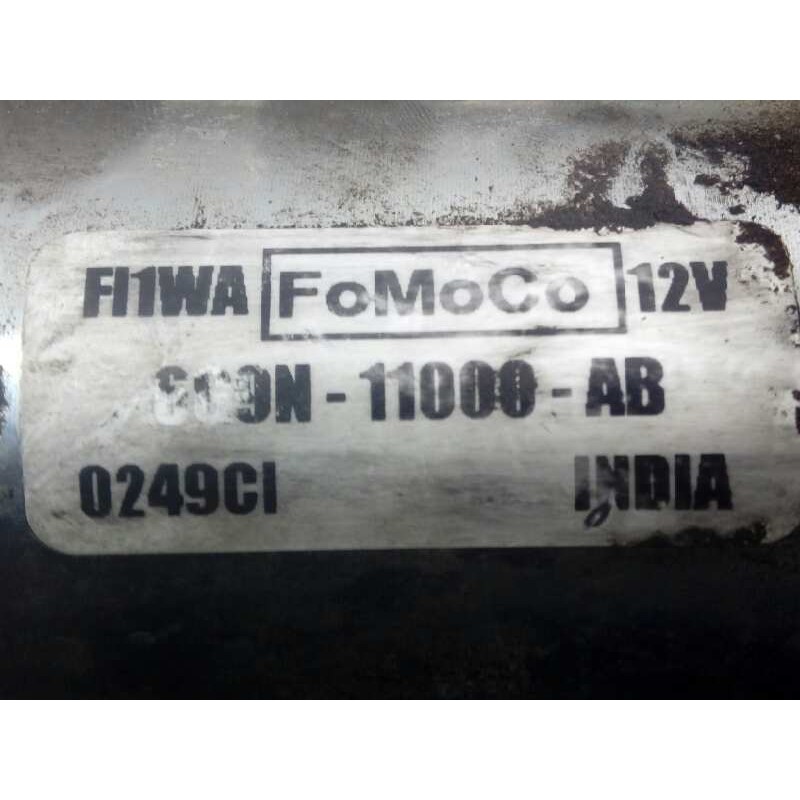 FI1WA FoMoCo 12V
- 11000 - AB
0249CI INDIA